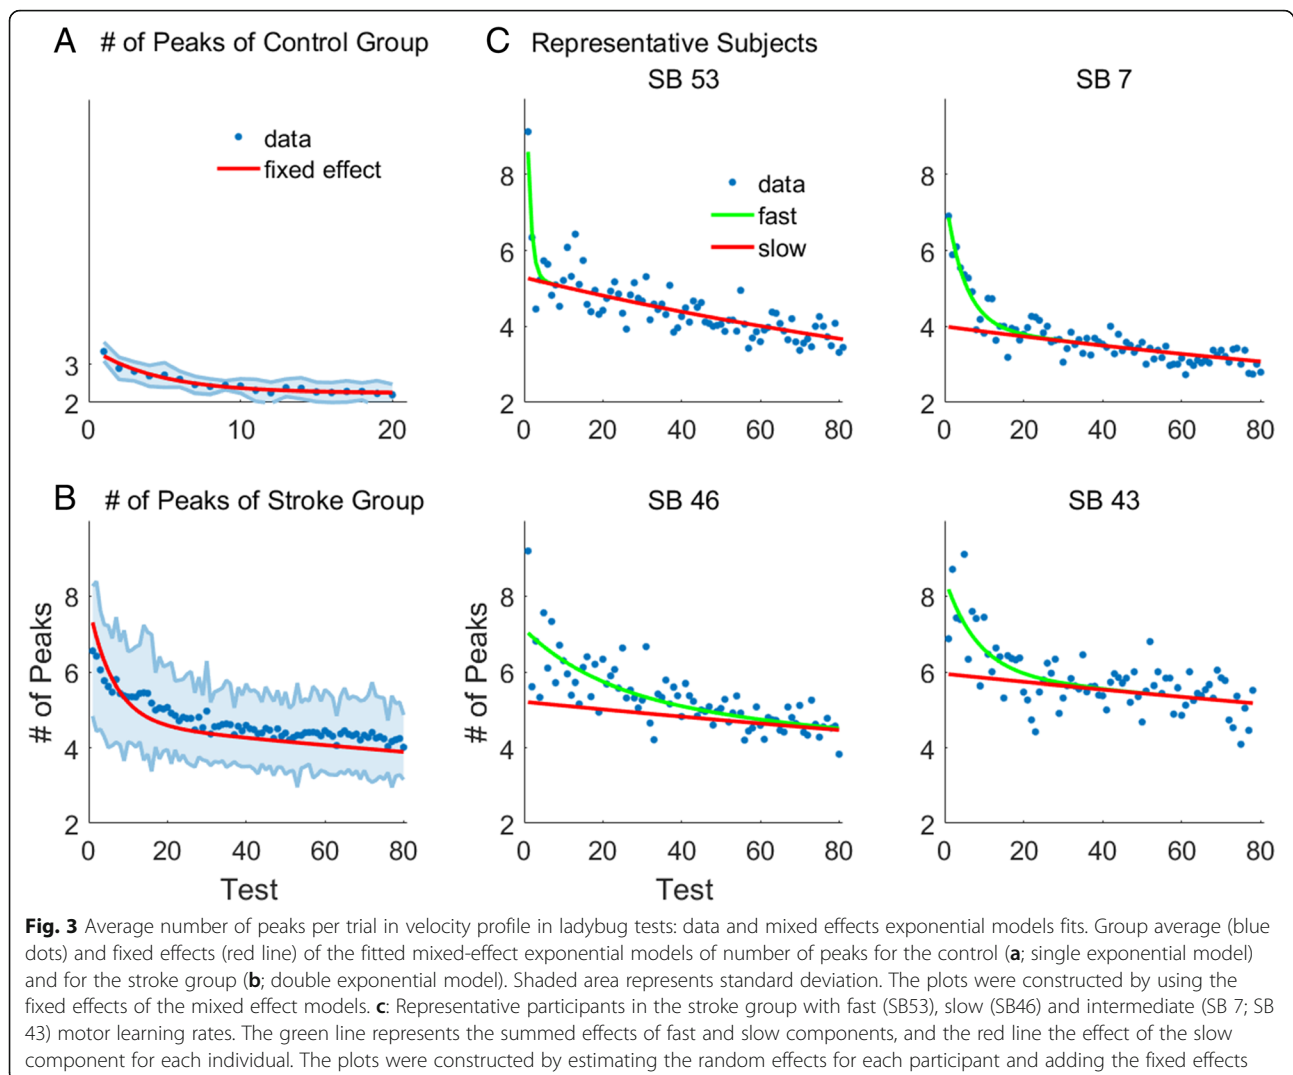 A # of Peaks of Control Group
C Representative Subjects
SB 53
SB 7
data
fixed effect
3
2
0 10 20
data
fast
slow
8
6
4
2
0 20 40 60 80
8
6
4
2
0 20 40 60 80
B # of Peaks of Stroke Group
SB 46
SB 43
# of Peaks
8
6
4
2
0 20 40 60 80
Test
# of Peaks
8
6
4
2
0 20 40 60 80
Test
8
6
4
2
0 20 40 60 80
Fig. 3 Average number of peaks per trial in velocity profile in ladybug tests: data and mixed effects exponential models fits. Group average (blue
dots) and fixed effects (red line) of the fitted mixed-effect exponential models of number of peaks for the control (a; single exponential model)
and for the stroke group (b; double exponential model). Shaded area represents standard deviation. The plots were constructed by using the
fixed effects of the mixed effect models. c: Representative participants in the stroke group with fast (SB53), slow (SB46) and intermediate (SB 7; SB
43) motor learning rates. The green line represents the summed effects of fast and slow components, and the red line the effect of the slow
component for each individual. The plots were constructed by estimating the random effects for each participant and adding the fixed effects